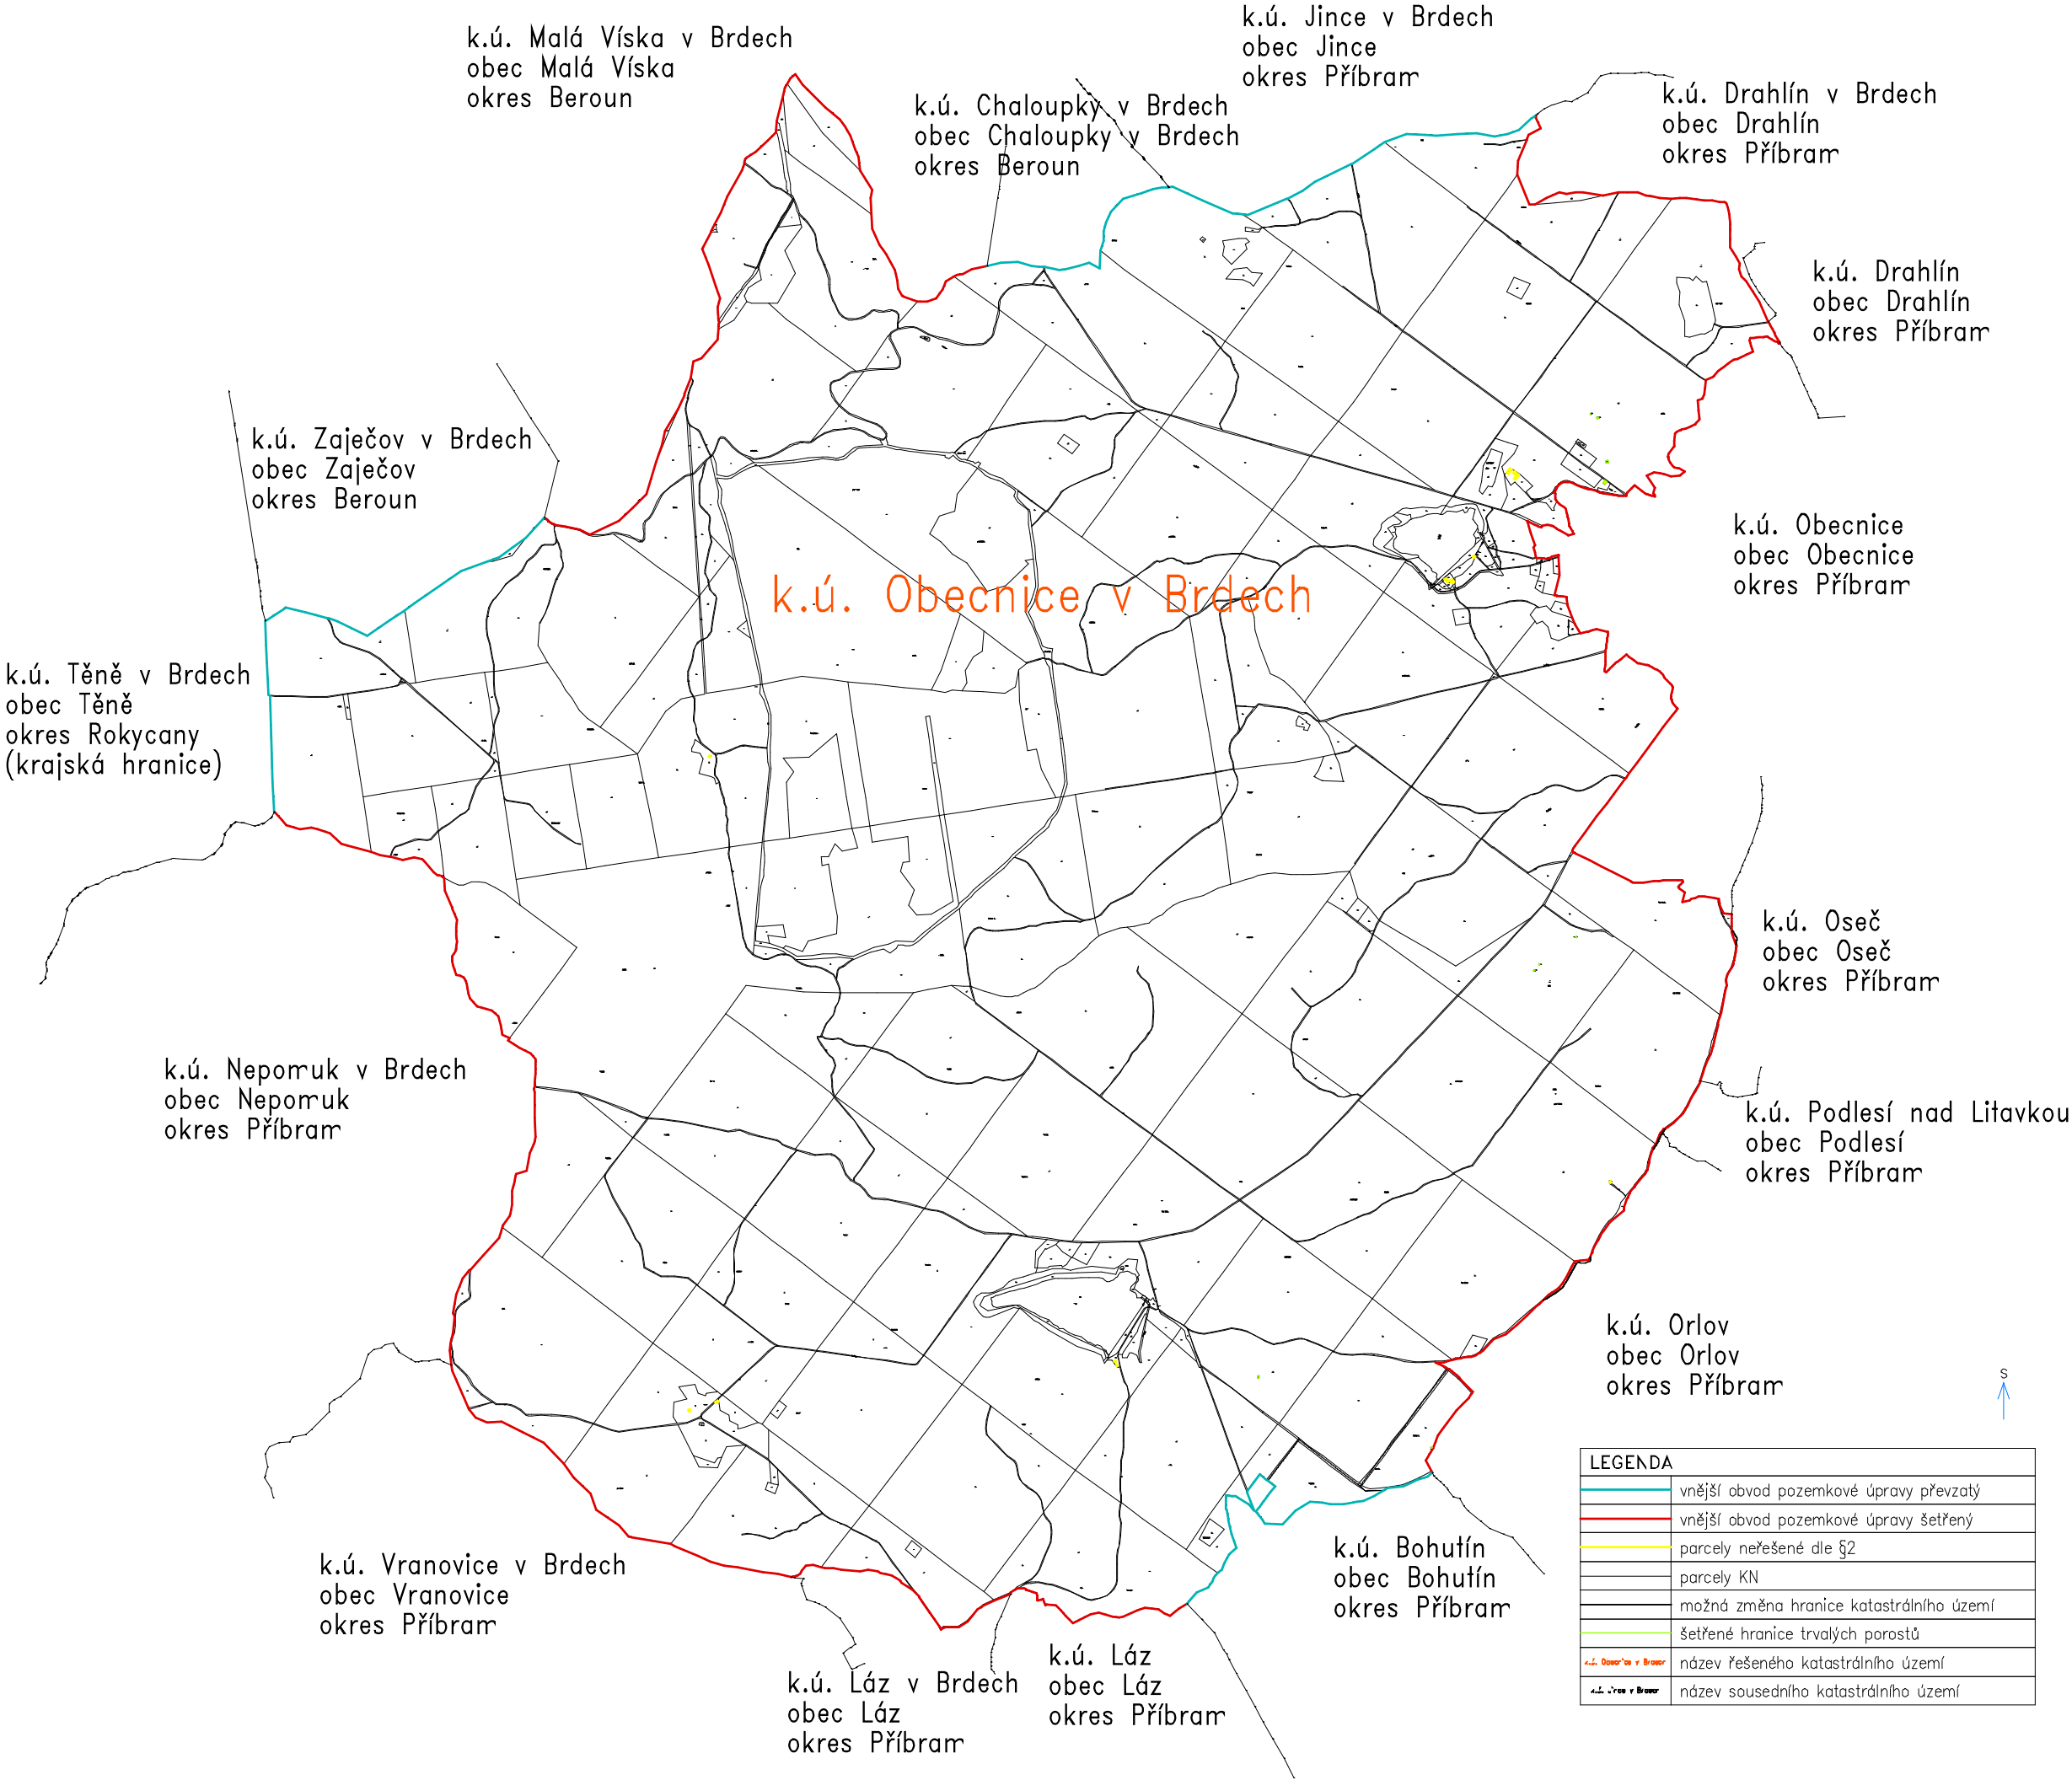 k.ú. Jince v Brdech
obec Jince
okres Příbram
k.ú. Malá Víska v Brdech
obec Malá Víska
okres Beroun
k.ú. Chaloupky v Brdech
obec Chaloupky v Brdech
okres Beroun
k.ú. Drahlín v Brdech
obec Drahlín
okres Příbram
k.ú. Drahlín
obec Drahlín
okres Příbram
k.ú. Zaječov v Brdech
obec Zaječov
okres Beroun
k.ú. Obecnice
obec Obecnice
okres Příbram
k.ú. Obecnice v Brdech
k.ú. Těně v Brdech
obec Těně
okres Rokycany
(krajská hranice)
k.ú. Oseč
obec Oseč
okres Příbram
k.ú. Nepomuk v Brdech
obec Nepomuk
okres Příbram
k.ú. Podlesí nad Litavkou
obec Podlesí
okres Příbram
k.ú. Orlov
obec Orlov
okres Příbram
S
k.ú. Vranovice v Brdech
obec Vranovice
okres Příbram
k.ú. Bohutín
obec Bohutín
okres Příbram
k.ú. Láz v Brdech
obec Láz
okres Příbram
k.ú. Láz
obec Láz
okres Příbram
LEGENDA
vnější obvod pozemkové úpravy převzatý
vnější obvod pozemkové úpravy šetřený
parcely neřešené dle §2
parcely KN
možná změna hranice katastrálního území
šetřené hranice trvalých porostů
k.ú. Obecnice v Brdech název řešeného katastrálního území
k.ú. Jince v Brdech název sousedního katastrálního území